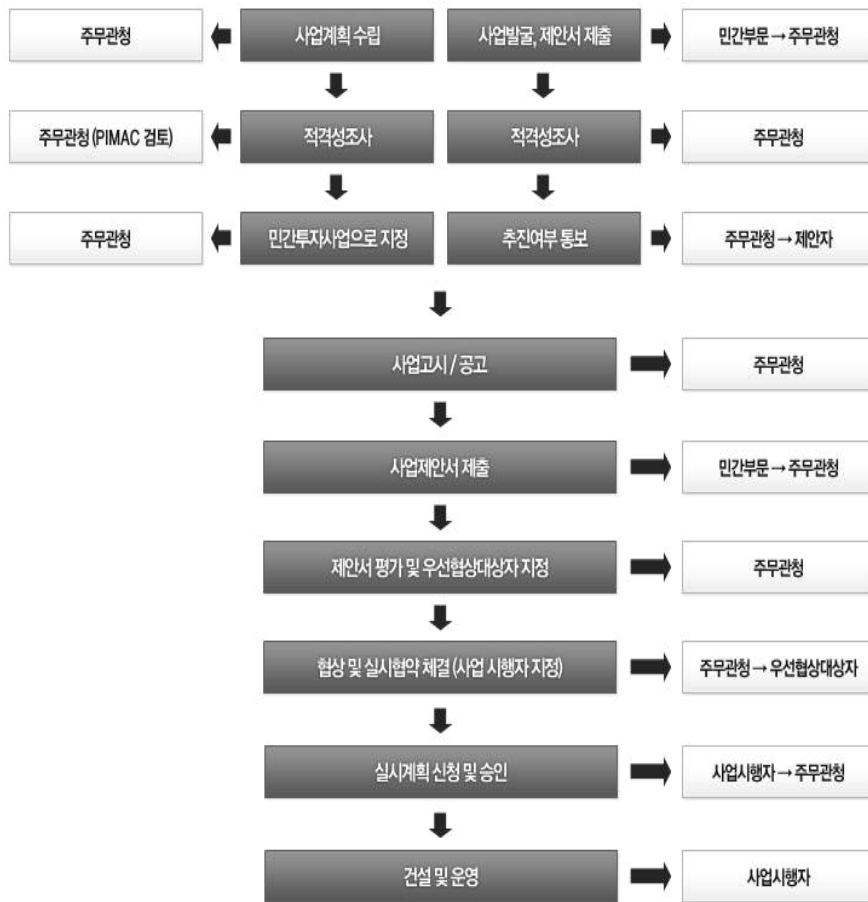 주무관청
사업계획 수립
사업발굴, 제안서 제출
민간부문 → 주무관청
주무관청 (PIMAC 검토)
적격성조사
적격성조사
주무관청
주무관청
민간투자사업으로 지정
추진여부 통보
주무관청 → 제안자
사업고시 / 공고
주무관청
사업제안서 제출
민간부문 → 주무관청
제안서 평가 및 우선협상대상자 지정
주무관청
협상 및 실시협약 체결 (사업 시행자 지정)
주무관청 → 우선협상대상자
실시계획 신청 및 승인
사업시행자 → 주무관청
건설 및 운영
사업시행자